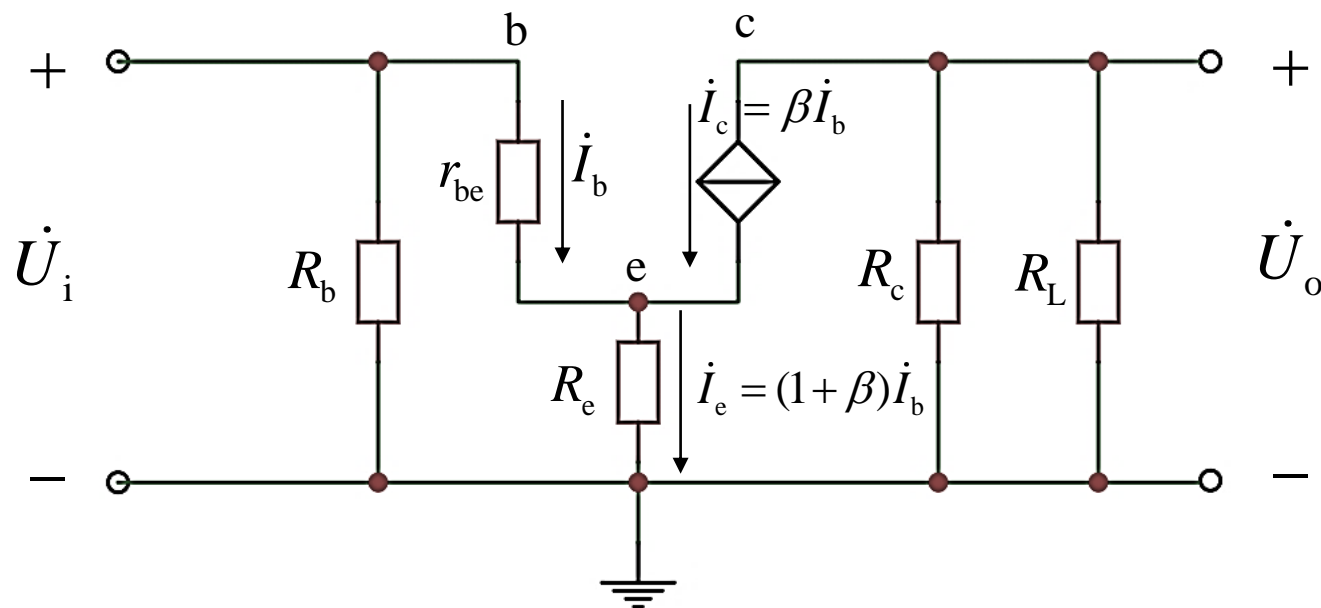 b
c
+
+
İ_c = βİ_b
r_be
İ_b
U̇_i
R_b
e
R_c
R_L
U̇_o
R_e
İ_e = (1+β)İ_b
−
−